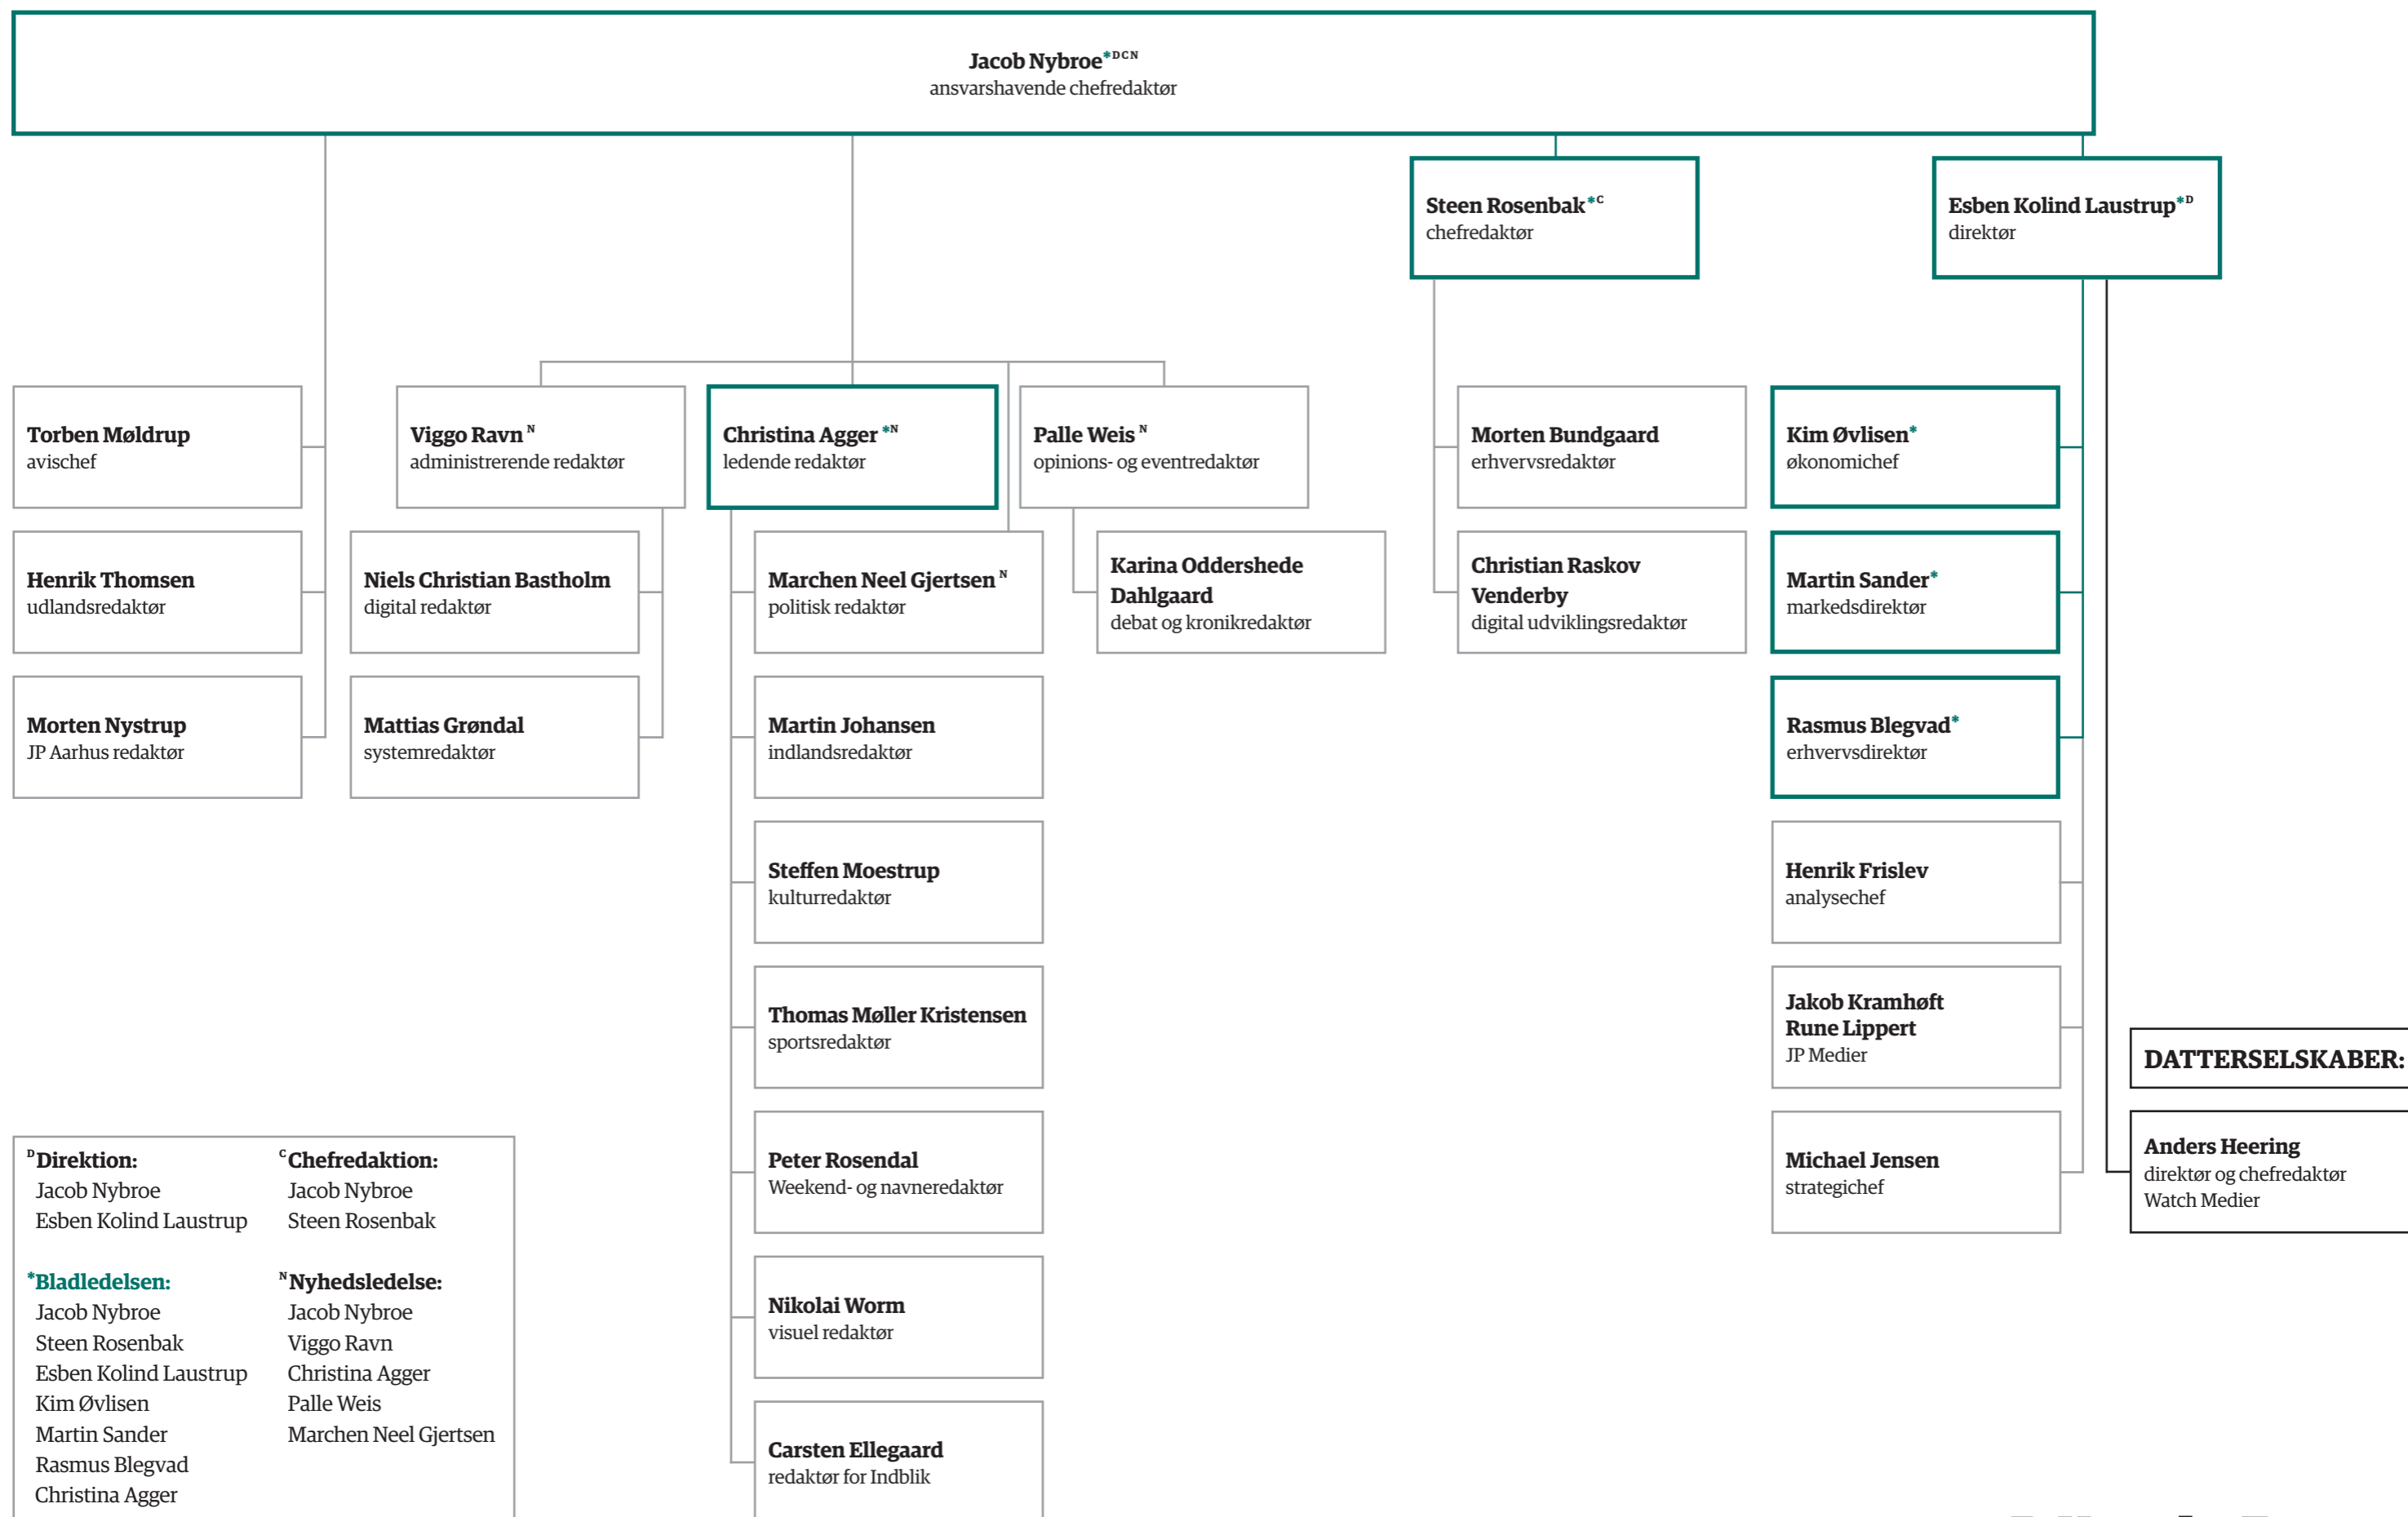 Jacob Nybroe*DCN
ansvarshavende chefredaktør
Steen Rosenbak*C
chefredaktør
Esben Kolind Laustrup*D
direktør
Torben Møldrup
avischef
Henrik Thomsen
udlandsredaktør
Morten Nystrup
JP Aarhus redaktør
Viggo Ravn N
administrerende redaktør
Niels Christian Bastholm
digital redaktør
Mattias Grøndal
systemredaktør
Christina Agger *N
ledende redaktør
Marchen Neel Gjertsen N
politisk redaktør
Martin Johansen
indlandsredaktør
Steffen Moestrup
kulturredaktør
Thomas Møller Kristensen
sportsredaktør
Peter Rosendal
Weekend- og navneredaktør
Nikolai Worm
visuel redaktør
Carsten Ellegaard
redaktør for Indblik
Palle Weis N
opinions- og eventredaktør
Karina Oddershede
Dahlgaard
debat og kronikredaktør
Morten Bundgaard
erhvervsredaktør
Christian Raskov
Venderby
digital udviklingsredaktør
Kim Øvlisen*
økonomichef
Martin Sander*
markedsdirektør
Rasmus Blegvad*
erhvervsdirektør
Henrik Frislev
analysechef
Jakob Kramhøft
Rune Lippert
JP Medier
Michael Jensen
strategichef
DATTERSELSKABER:
Anders Heering
direktør og chefredaktør
Watch Medier
D Direktion:
Jacob Nybroe
Esben Kolind Laustrup
C Chefredaktion:
Jacob Nybroe
Steen Rosenbak
*Bladledelsen:
Jacob Nybroe
Steen Rosenbak
Esben Kolind Laustrup
Kim Øvlisen
Martin Sander
Rasmus Blegvad
Christina Agger
N Nyhedsledelse:
Jacob Nybroe
Viggo Ravn
Christina Agger
Palle Weis
Marchen Neel Gjertsen